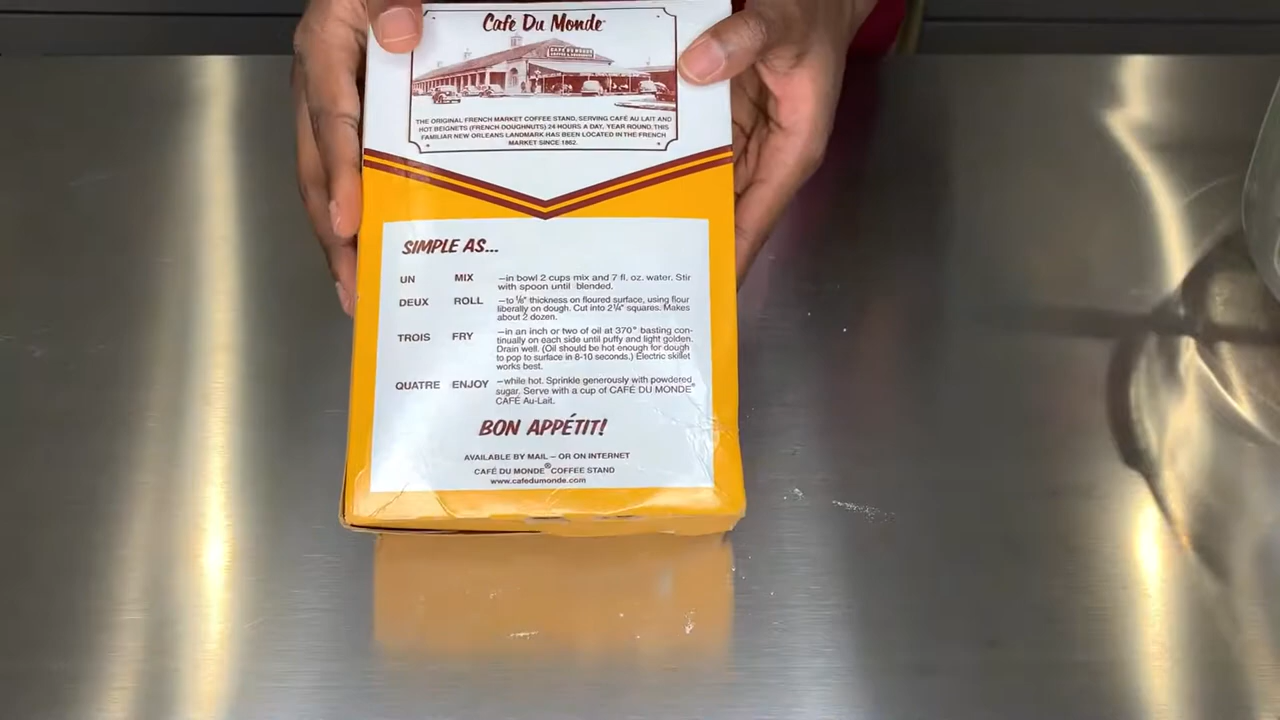 Café Du Monde
CAFÉ DU MONDE
THE ORIGINAL FRENCH MARKET COFFEE STAND, SERVING CAFÉ AU LAIT AND
HOT BEIGNETS (FRENCH DOUGHNUTS) 24 HOURS A DAY, YEAR ROUND. THIS
FAMILIAR NEW ORLEANS LANDMARK HAS BEEN LOCATED IN THE FRENCH
MARKET SINCE 1862.
SIMPLE AS...
UN MIX —in bowl 2 cups mix and 7 fl. oz. water. Stir
with spoon until blended.
DEUX ROLL —to ⅛" thickness on floured surface, using flour
liberally on dough. Cut into 2¼" squares. Makes
about 2 dozen.
TROIS FRY —in an inch or two of oil at 370° basting con-
tinually on each side until puffy and light golden.
Drain well. (Oil should be hot enough for dough
to pop to surface in 8-10 seconds.) Electric skillet
works best.
QUATRE ENJOY —while hot. Sprinkle generously with powdered
sugar. Serve with a cup of CAFÉ DU MONDE®
CAFÉ Au-Lait.
BON APPÉTIT!
AVAILABLE BY MAIL – OR ON INTERNET
CAFÉ DU MONDE® COFFEE STAND
www.cafedumonde.com